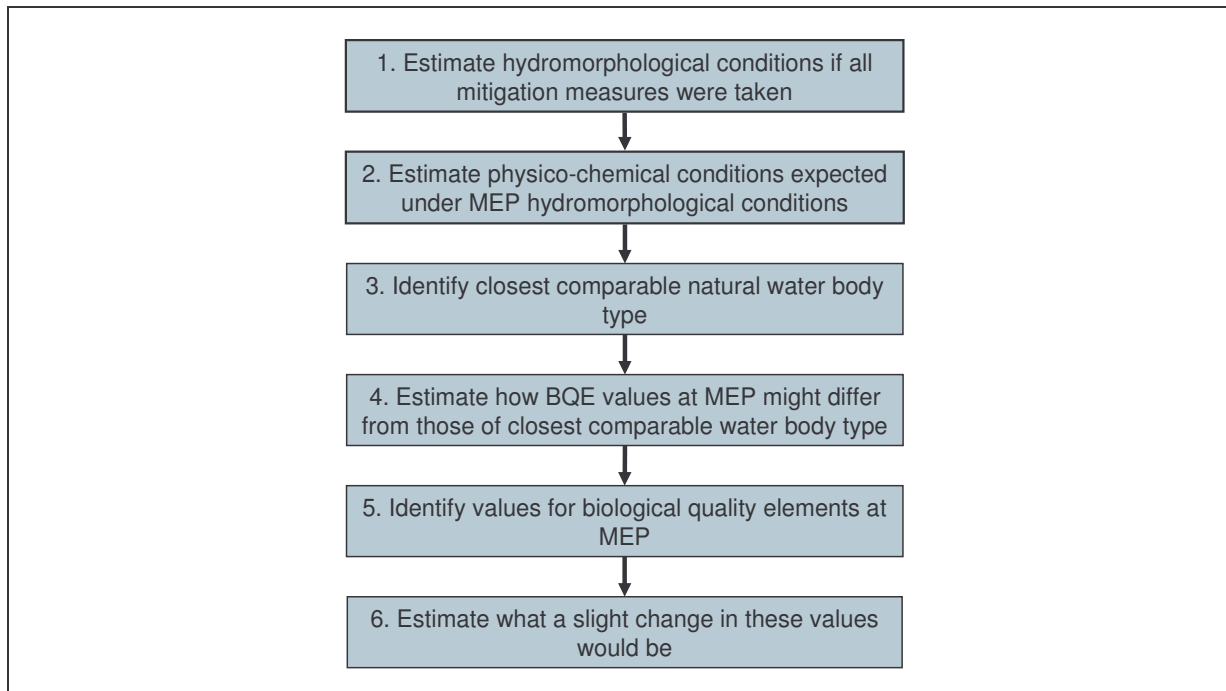 1. Estimate hydromorphological conditions if all
mitigation measures were taken
2. Estimate physico-chemical conditions expected
under MEP hydromorphological conditions
3. Identify closest comparable natural water body
type
4. Estimate how BQE values at MEP might differ
from those of closest comparable water body type
5. Identify values for biological quality elements at
MEP
6. Estimate what a slight change in these values
would be